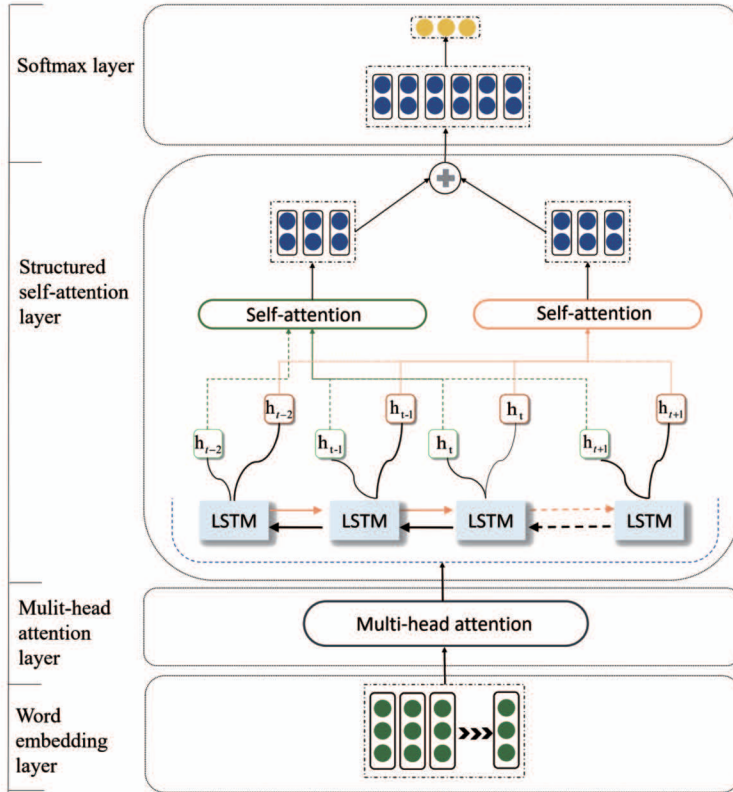 Softmax layer
Structured
self-attention
layer
Self-attention
Self-attention
h_{t-2}
h_{t-1}
h_t
h_{t+1}
h_{t-2}
h_{t-1}
h_t
h_{t+1}
LSTM
LSTM
LSTM
LSTM
Mulit-head
attention
layer
Multi-head attention
Word
embedding
layer